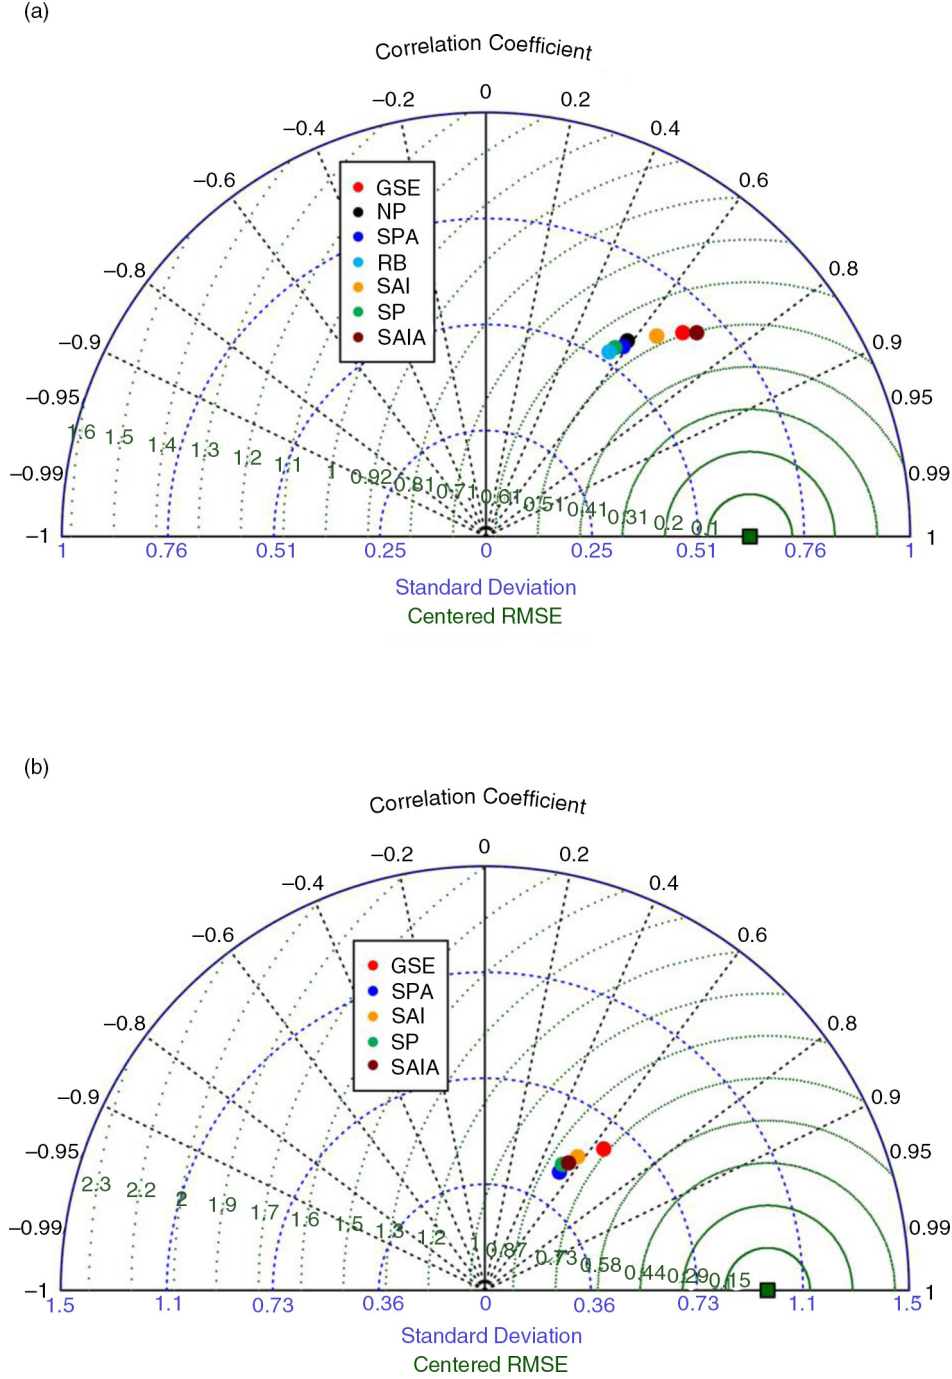 (a)
Correlation Coefficient
0
−0.2 0.2
−0.4 0.4
−0.6 0.6
GSE
NP
SPA
RB
SAI
SP
SAIA
−0.8 0.8
−0.9 0.9
−0.95 0.95
1.6 1.5 1.4 1.3 1.2 1.1 1 0.92 0.81 0.71 0.61 0.51 0.41 0.31 0.2 0.1
−0.99 0.99
−1 1
1 0.76 0.51 0.25 0 0.25 0.51 0.76 1
Standard Deviation
Centered RMSE
(b)
Correlation Coefficient
0
−0.2 0.2
−0.4 0.4
−0.6 0.6
GSE
SPA
SAI
SP
SAIA
−0.8 0.8
−0.9 0.9
−0.95 0.95
2.3 2.2 2 1.9 1.7 1.6 1.5 1.3 1.2 1 0.87 0.73 0.58 0.44 0.29 0.15
−0.99 0.99
−1 1
1.5 1.1 0.73 0.36 0 0.36 0.73 1.1 1.5
Standard Deviation
Centered RMSE